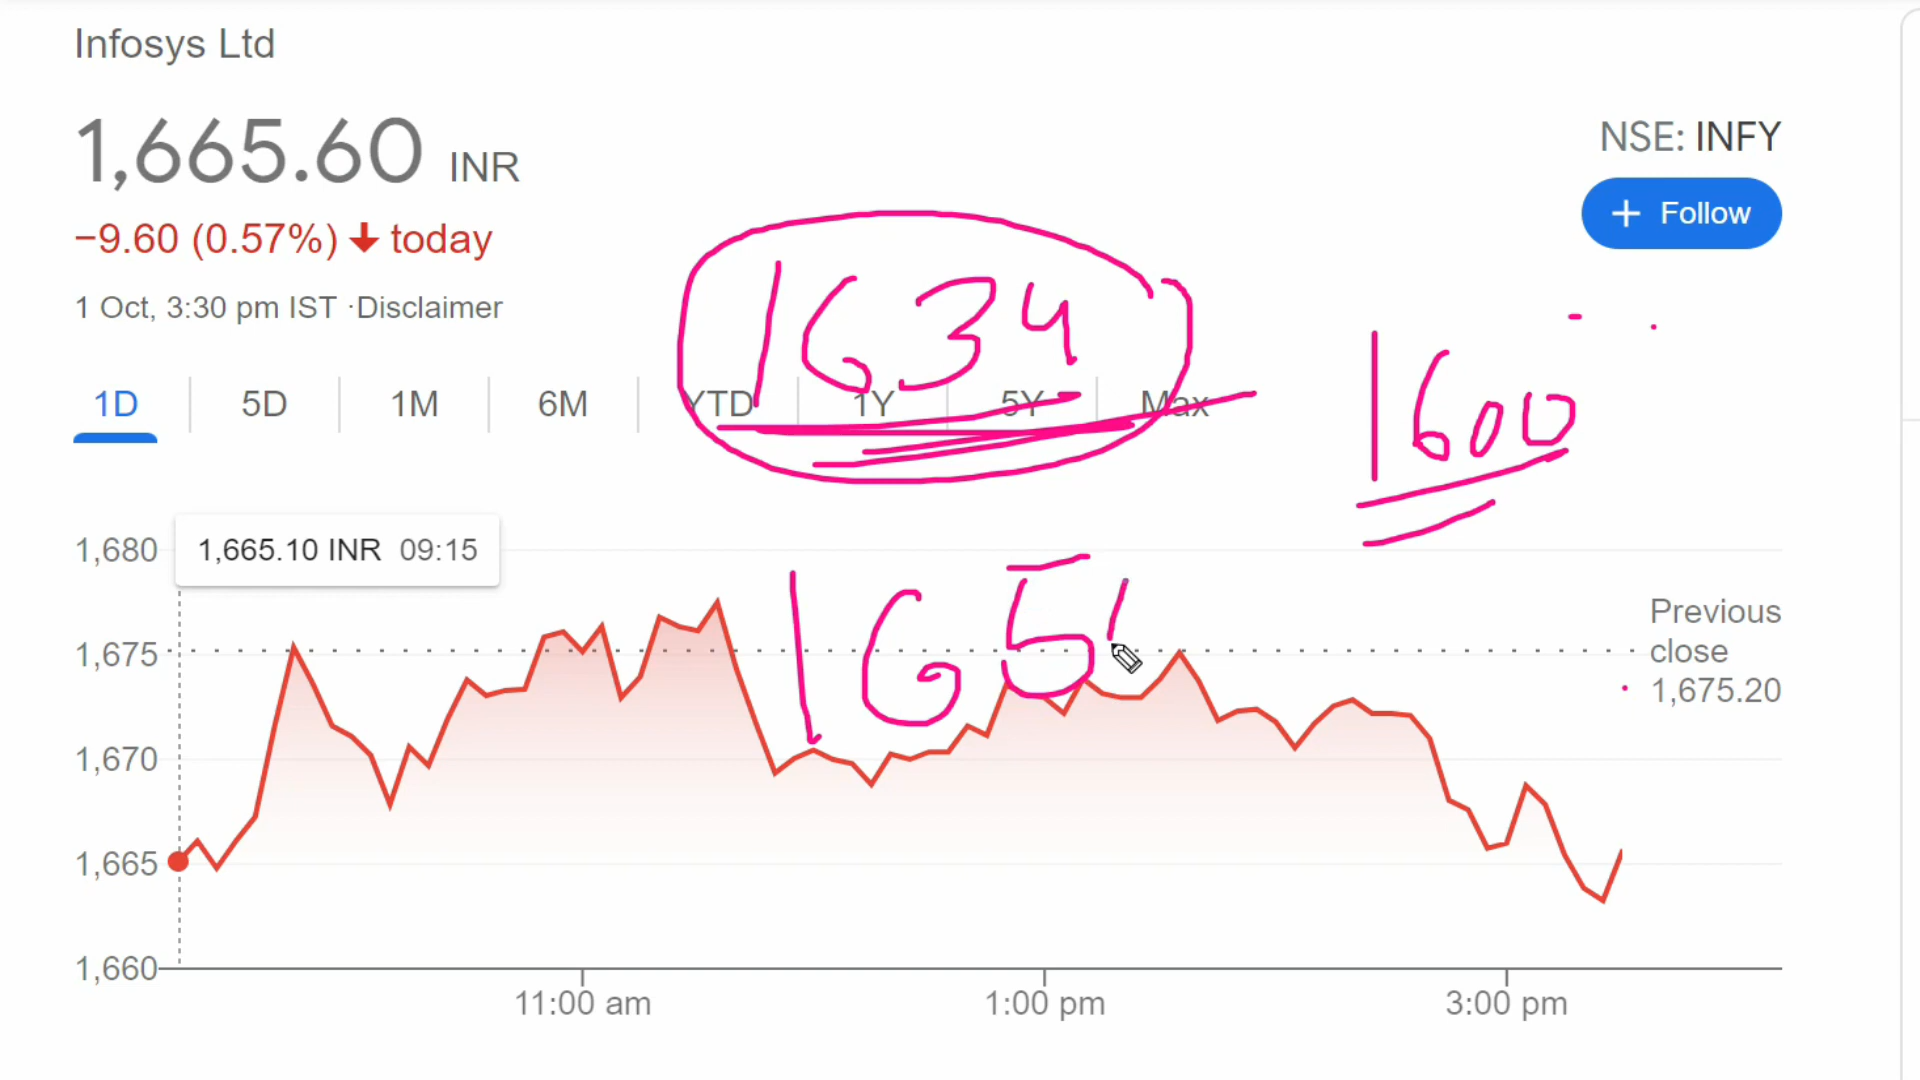 Infosys Ltd
1,665.60 INR
NSE: INFY
+ Follow
−9.60 (0.57%) ↓ today
1 Oct, 3:30 pm IST · Disclaimer
1634
1600
1D 5D 1M 6M YTD 1Y 5Y Max
1,665.10 INR 09:15
165
1,680
1,675
1,670
1,665
1,660
Previous
close
1,675.20
11:00 am 1:00 pm 3:00 pm